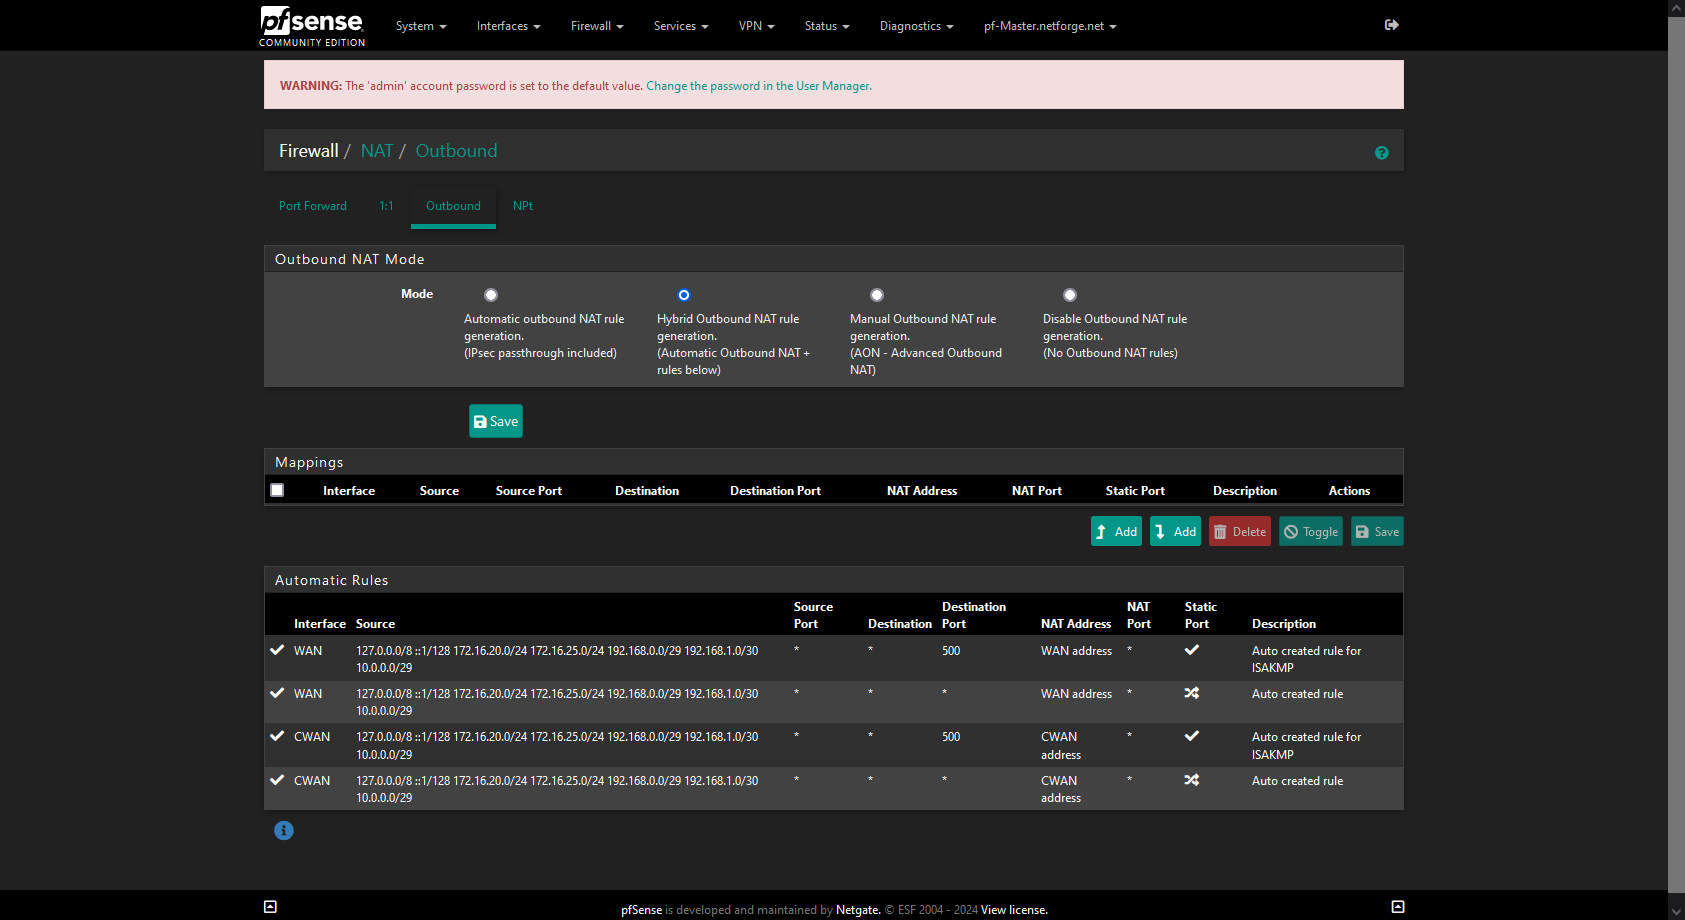 pfsense
COMMUNITY EDITION
System Interfaces Firewall Services VPN Status Diagnostics pf-Master.netforge.net
WARNING: The 'admin' account password is set to the default value. Change the password in the User Manager.
Firewall / NAT / Outbound
Port Forward 1:1 Outbound NPt
Outbound NAT Mode
Mode
Automatic outbound NAT rule
generation.
(IPsec passthrough included)
Hybrid Outbound NAT rule
generation.
(Automatic Outbound NAT +
rules below)
Manual Outbound NAT rule
generation.
(AON - Advanced Outbound
NAT)
Disable Outbound NAT rule
generation.
(No Outbound NAT rules)
Save
Mappings
Interface Source Source Port Destination Destination Port NAT Address NAT Port Static Port Description Actions
Add Add Delete Toggle Save
Automatic Rules
Interface Source
Source
Port
Destination
Destination
Port
NAT Address
NAT
Port
Static
Port
Description
WAN 127.0.0.0/8 ::1/128 172.16.20.0/24 172.16.25.0/24 192.168.0.0/29 192.168.1.0/30 * * 500 WAN address * Auto created rule for
10.0.0.0/29 ISAKMP
WAN 127.0.0.0/8 ::1/128 172.16.20.0/24 172.16.25.0/24 192.168.0.0/29 192.168.1.0/30 * * * WAN address * Auto created rule
10.0.0.0/29
CWAN 127.0.0.0/8 ::1/128 172.16.20.0/24 172.16.25.0/24 192.168.0.0/29 192.168.1.0/30 * * 500 CWAN * Auto created rule for
10.0.0.0/29 address ISAKMP
CWAN 127.0.0.0/8 ::1/128 172.16.20.0/24 172.16.25.0/24 192.168.0.0/29 192.168.1.0/30 * * * CWAN * Auto created rule
10.0.0.0/29 address
pfSense is developed and maintained by Netgate. © ESF 2004 - 2024 View license.